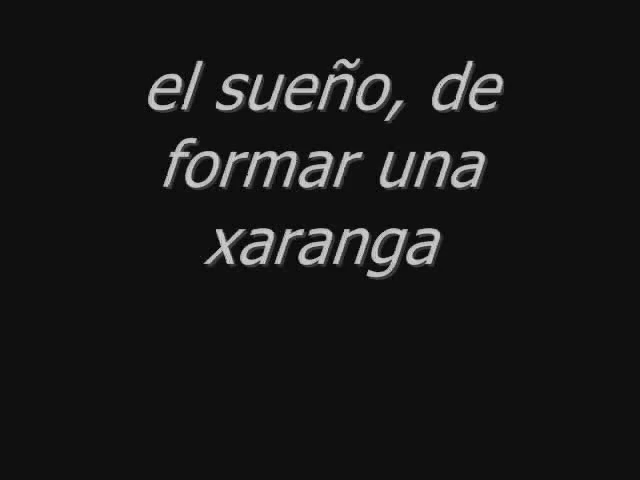 el sueño, de
formar una
xaranga